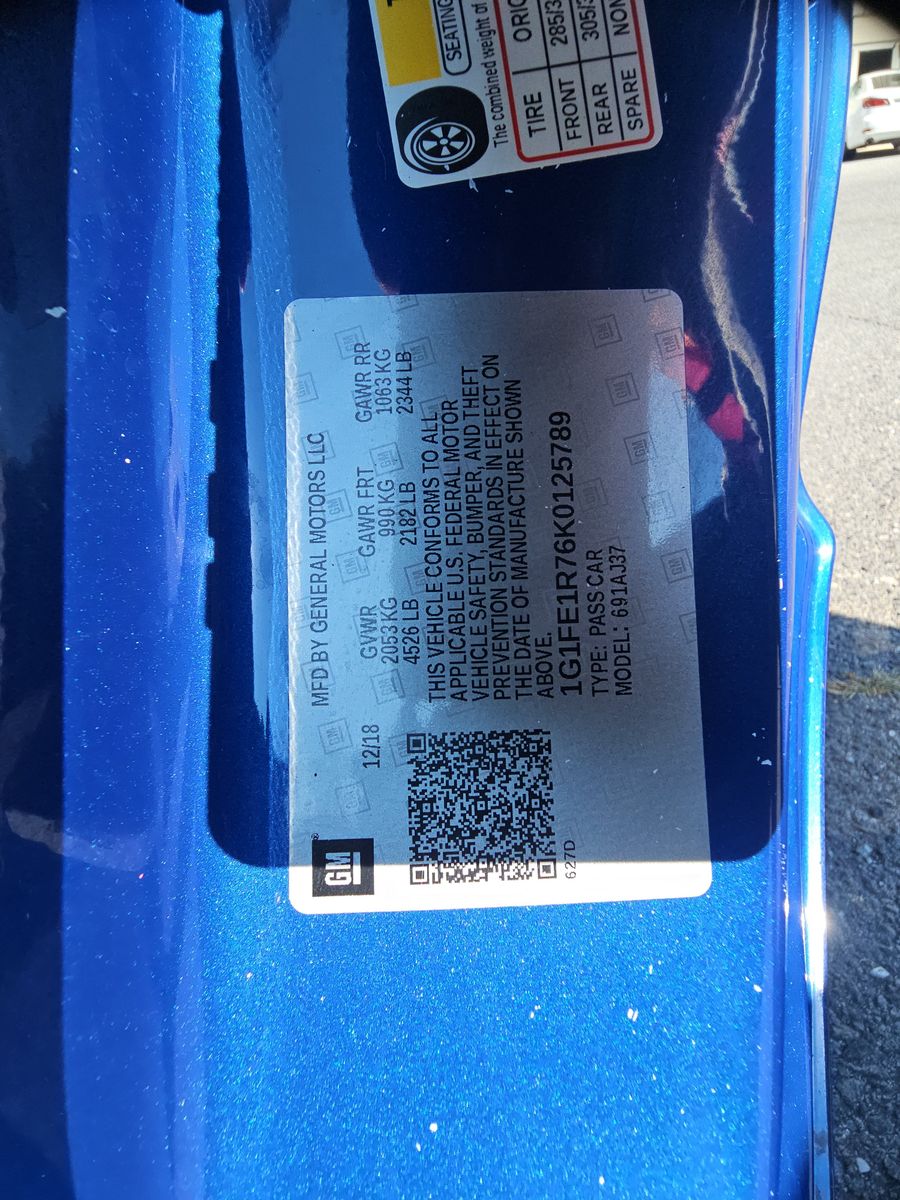 SEATING
The combined weight of
TIRE ORIG
FRONT 285/3
REAR 305/3
SPARE NON
GM
MFD BY GENERAL MOTORS LLC
12/18 GVWR GAWR FRT GAWR RR
2053 KG 990 KG 1063 KG
4526 LB 2182 LB 2344 LB
THIS VEHICLE CONFORMS TO ALL
APPLICABLE U.S. FEDERAL MOTOR
VEHICLE SAFETY, BUMPER, AND THEFT
PREVENTION STANDARDS IN EFFECT ON
THE DATE OF MANUFACTURE SHOWN
ABOVE.
1G1FE1R76K0125789
TYPE: PASS CAR
MODEL: 691AJ37
627D